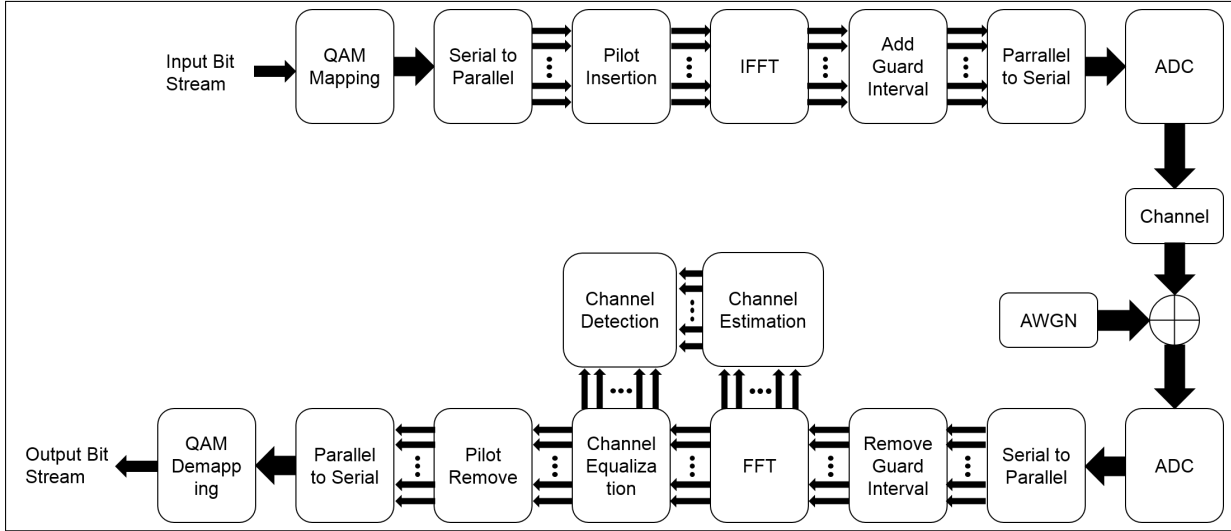 Input Bit
Stream
QAM
Mapping
Serial to
Parallel
Pilot
Insertion
IFFT
Add
Guard
Interval
Parrallel
to Serial
ADC
Channel
AWGN
Channel
Detection
Channel
Estimation
Output Bit
Stream
QAM
Demapp
ing
Parallel
to Serial
Pilot
Remove
Channel
Equaliza
tion
FFT
Remove
Guard
Interval
Serial to
Parallel
ADC